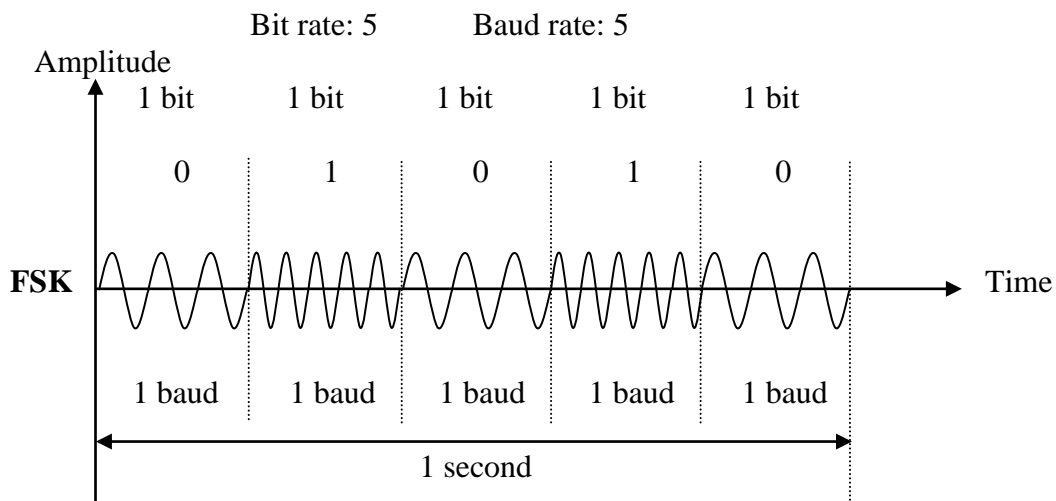 Bit rate: 5 Baud rate: 5
Amplitude
1 bit 1 bit 1 bit 1 bit 1 bit
0 1 0 1 0
FSK Time
1 baud 1 baud 1 baud 1 baud 1 baud
1 second